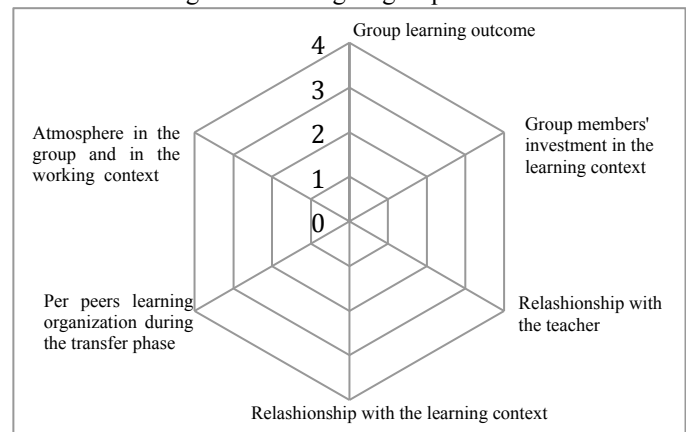 Group learning outcome
4
3
2
1
0
Atmosphere in the
group and in the
working context
Group members'
investment in the
learning context
Per peers learning
organization during
the transfer phase
Relashionship with
the teacher
Relashionship with the learning context